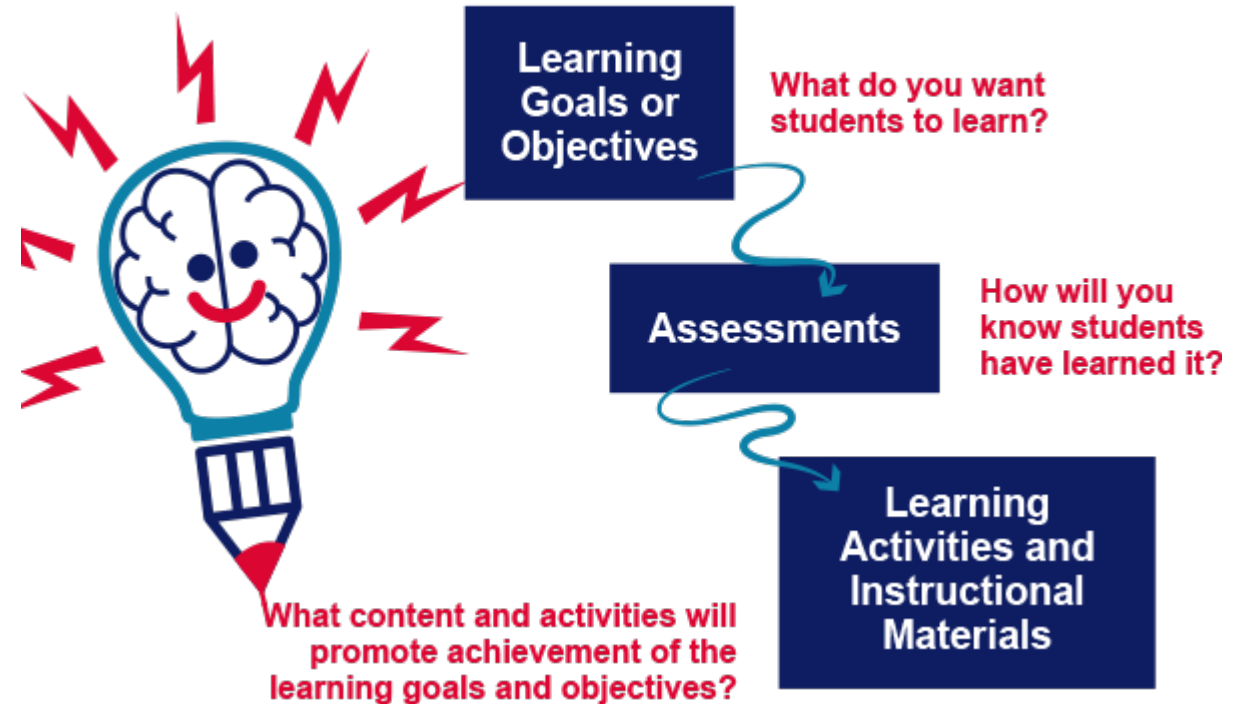 Learning
Goals or
Objectives
What do you want
students to learn?
Assessments
How will you
know students
have learned it?
Learning
Activities and
Instructional
Materials
What content and activities will
promote achievement of the
learning goals and objectives?